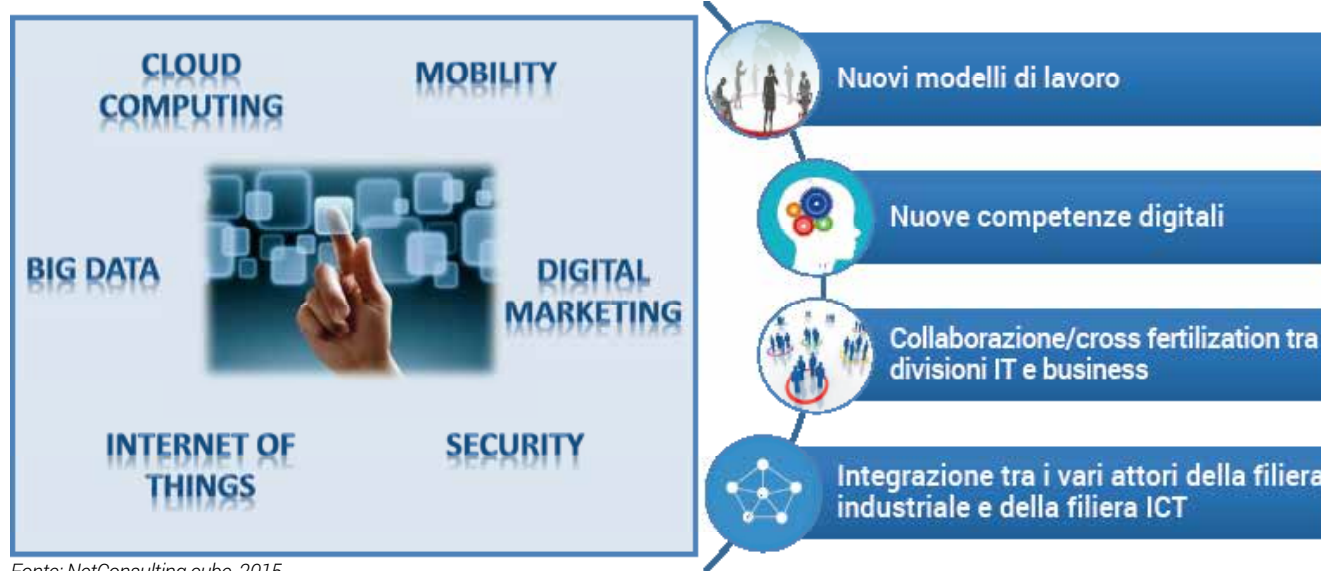 CLOUD
COMPUTING
MOBILITY
BIG DATA
DIGITAL
MARKETING
INTERNET OF
THINGS
SECURITY
Nuovi modelli di lavoro
Nuove competenze digitali
Collaborazione/cross fertilization tra
divisioni IT e business
Integrazione tra i vari attori della filiera
industriale e della filiera ICT
Fonte: NetConsulting cube, 2015